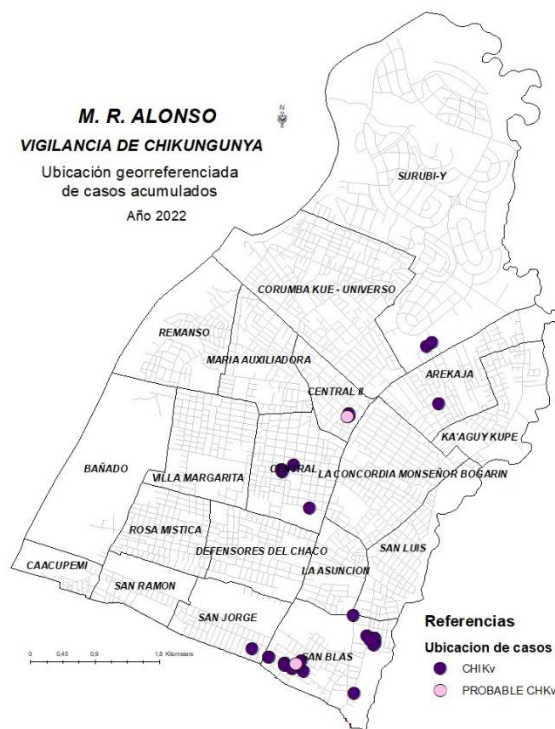 M. R. ALONSO
VIGILANCIA DE CHIKUNGUNYA
Ubicación georreferenciada
de casos acumulados
Año 2022
N
SURUBI-Y
CORUMBA KUE - UNIVERSO
REMANSO
MARIA AUXILIADORA
AREKAJA
CENTRAL II
KA'AGUY KUPE
BAÑADO
VILLA MARGARITA
LA CONCORDIA MONSEÑOR BOGARIN
ROSA MISTICA
DEFENSORES DEL CHACO
SAN LUIS
CAACUPEMI
LA ASUNCION
SAN RAMON
SAN JORGE
SAN BLAS
0 0,45 0,9 1,8 Kilometers
Referencias
Ubicacion de casos
CHIKv
PROBABLE CHKv